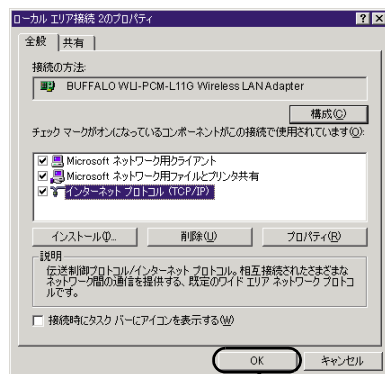 ローカル エリア接続 2のプロパティ
全般 共有
接続の方法:
BUFFALO WLI-PCM-L11G Wireless LAN Adapter
構成(C)
チェック マークがオンになっているコンポーネントがこの接続で使用されています(O):
Microsoft ネットワーク用クライアント
Microsoft ネットワーク用ファイルとプリンタ共有
インターネット プロトコル (TCP/IP)
インストール(I)... 削除(U) プロパティ(R)
説明
伝送制御プロトコル/インターネット プロトコル。相互接続されたさまざまな
ネットワーク間の通信を提供する、既定のワイド エリア ネットワーク プロトコ
ルです。
接続時にタスク バーにアイコンを表示する(W)
OK キャンセル